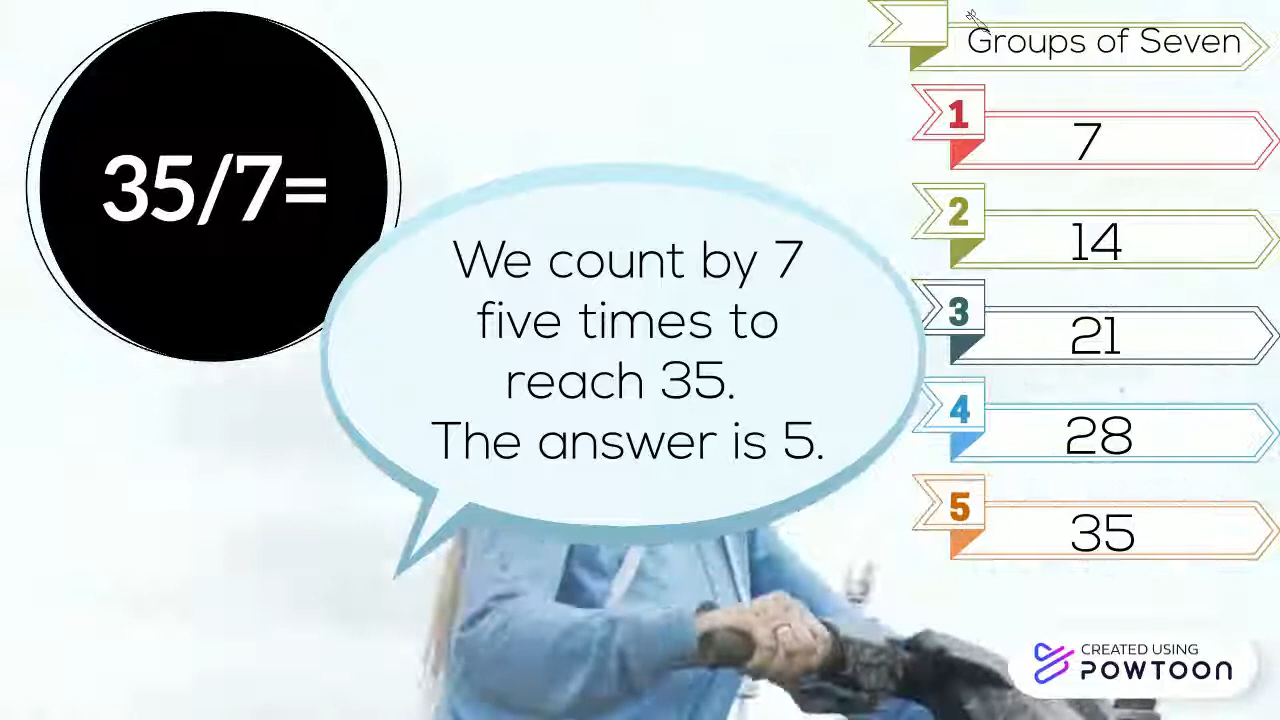 35/7=
We count by 7
five times to
reach 35.
The answer is 5.
Groups of Seven
1 7
2 14
3 21
4 28
5 35
CREATED USING
POWTOON